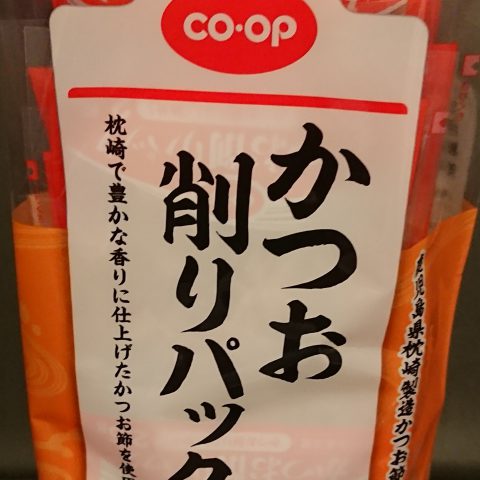 CO·OP
かつお
削りパック
枕崎で豊かな香りに仕上げたかつお節を使
鹿児島県枕崎製造かつお節